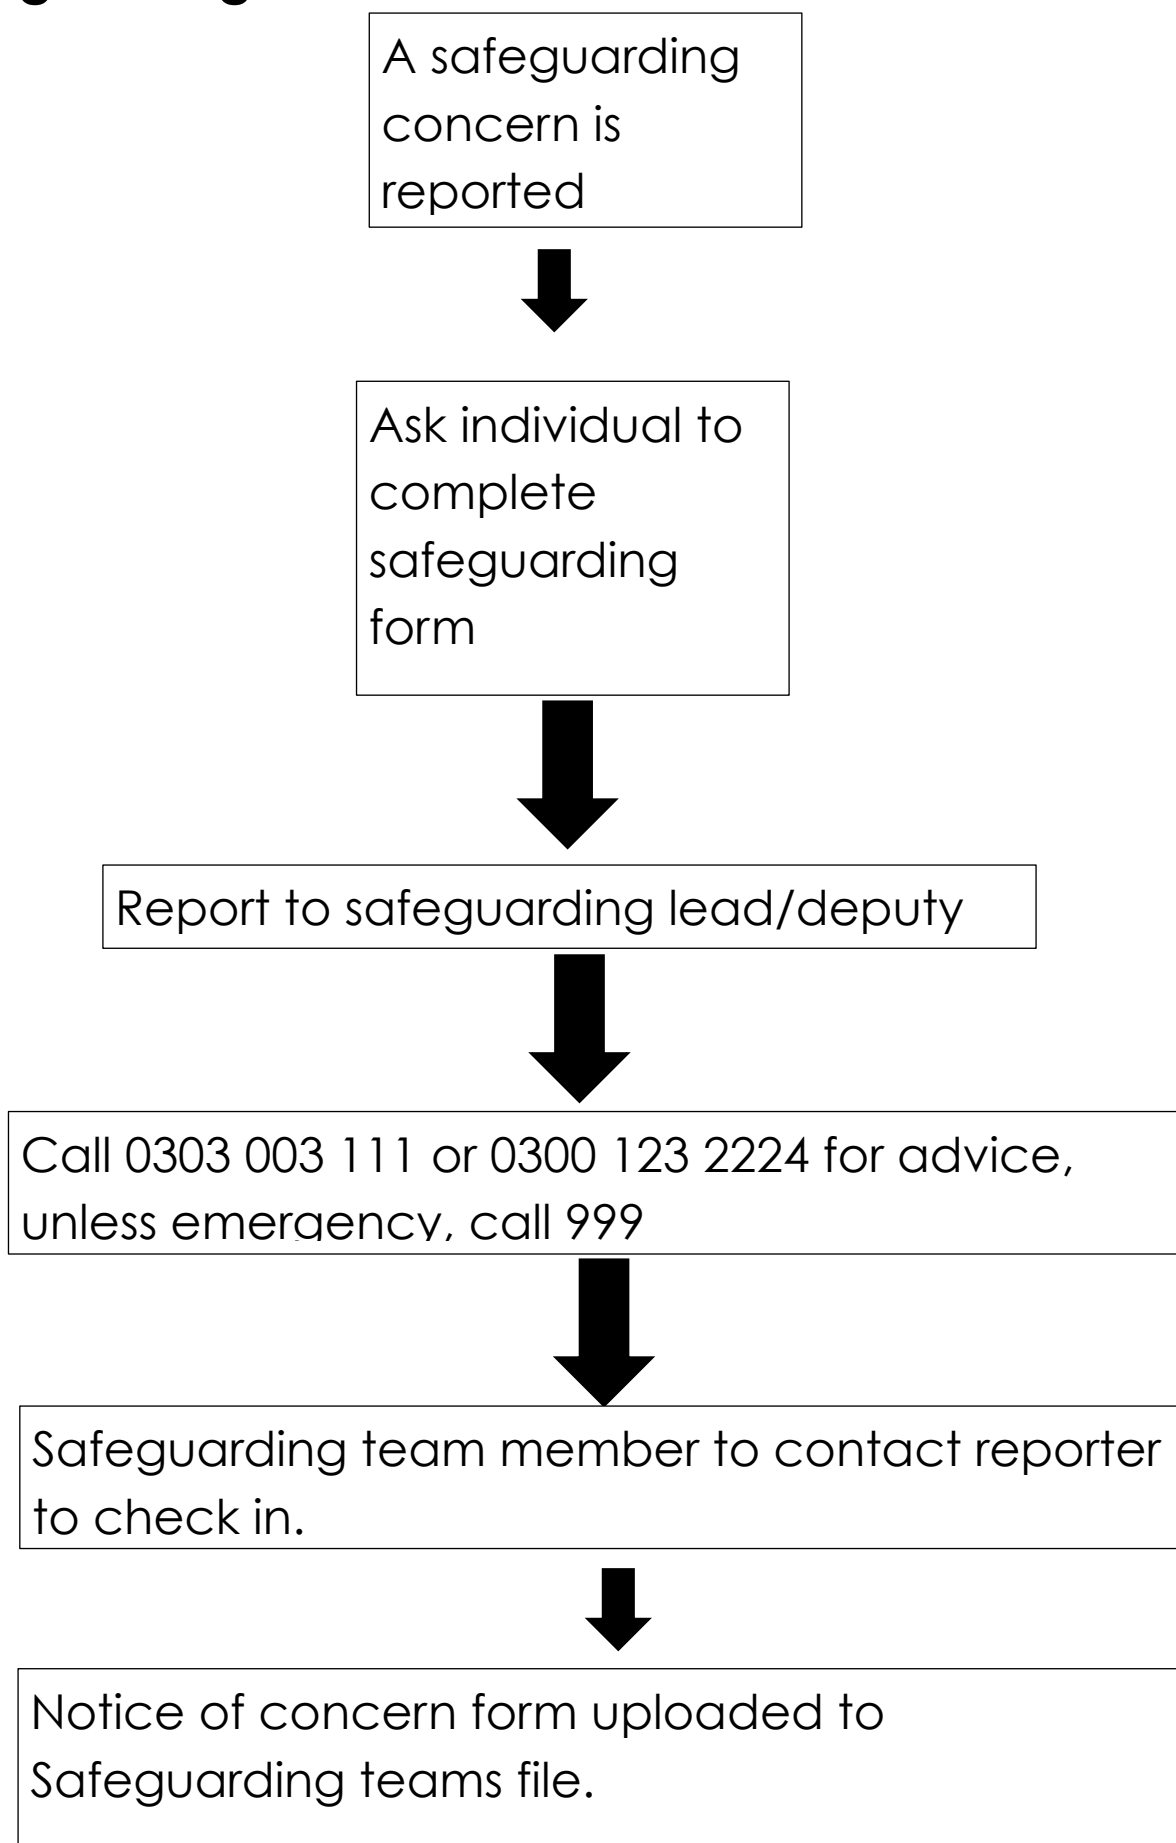 A safeguarding
concern is
reported
Ask individual to
complete
safeguarding
form
Report to safeguarding lead/deputy
Call 0303 003 111 or 0300 123 2224 for advice,
unless emergency, call 999
Safeguarding team member to contact reporter
to check in.
Notice of concern form uploaded to
Safeguarding teams file.